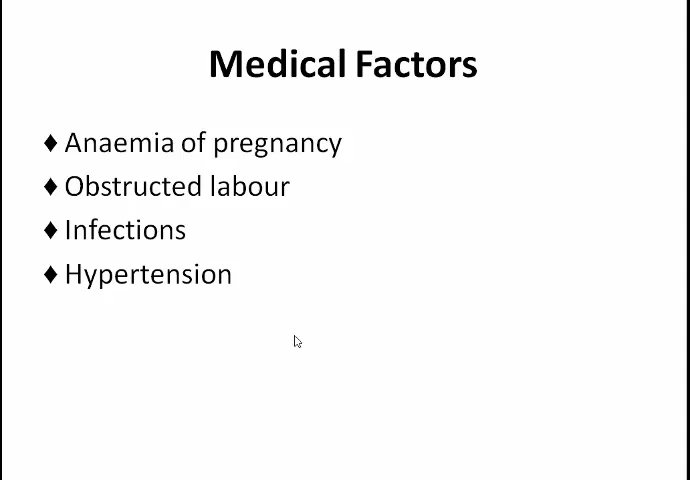 Medical Factors
♦ Anaemia of pregnancy
♦ Obstructed labour
♦ Infections
♦ Hypertension